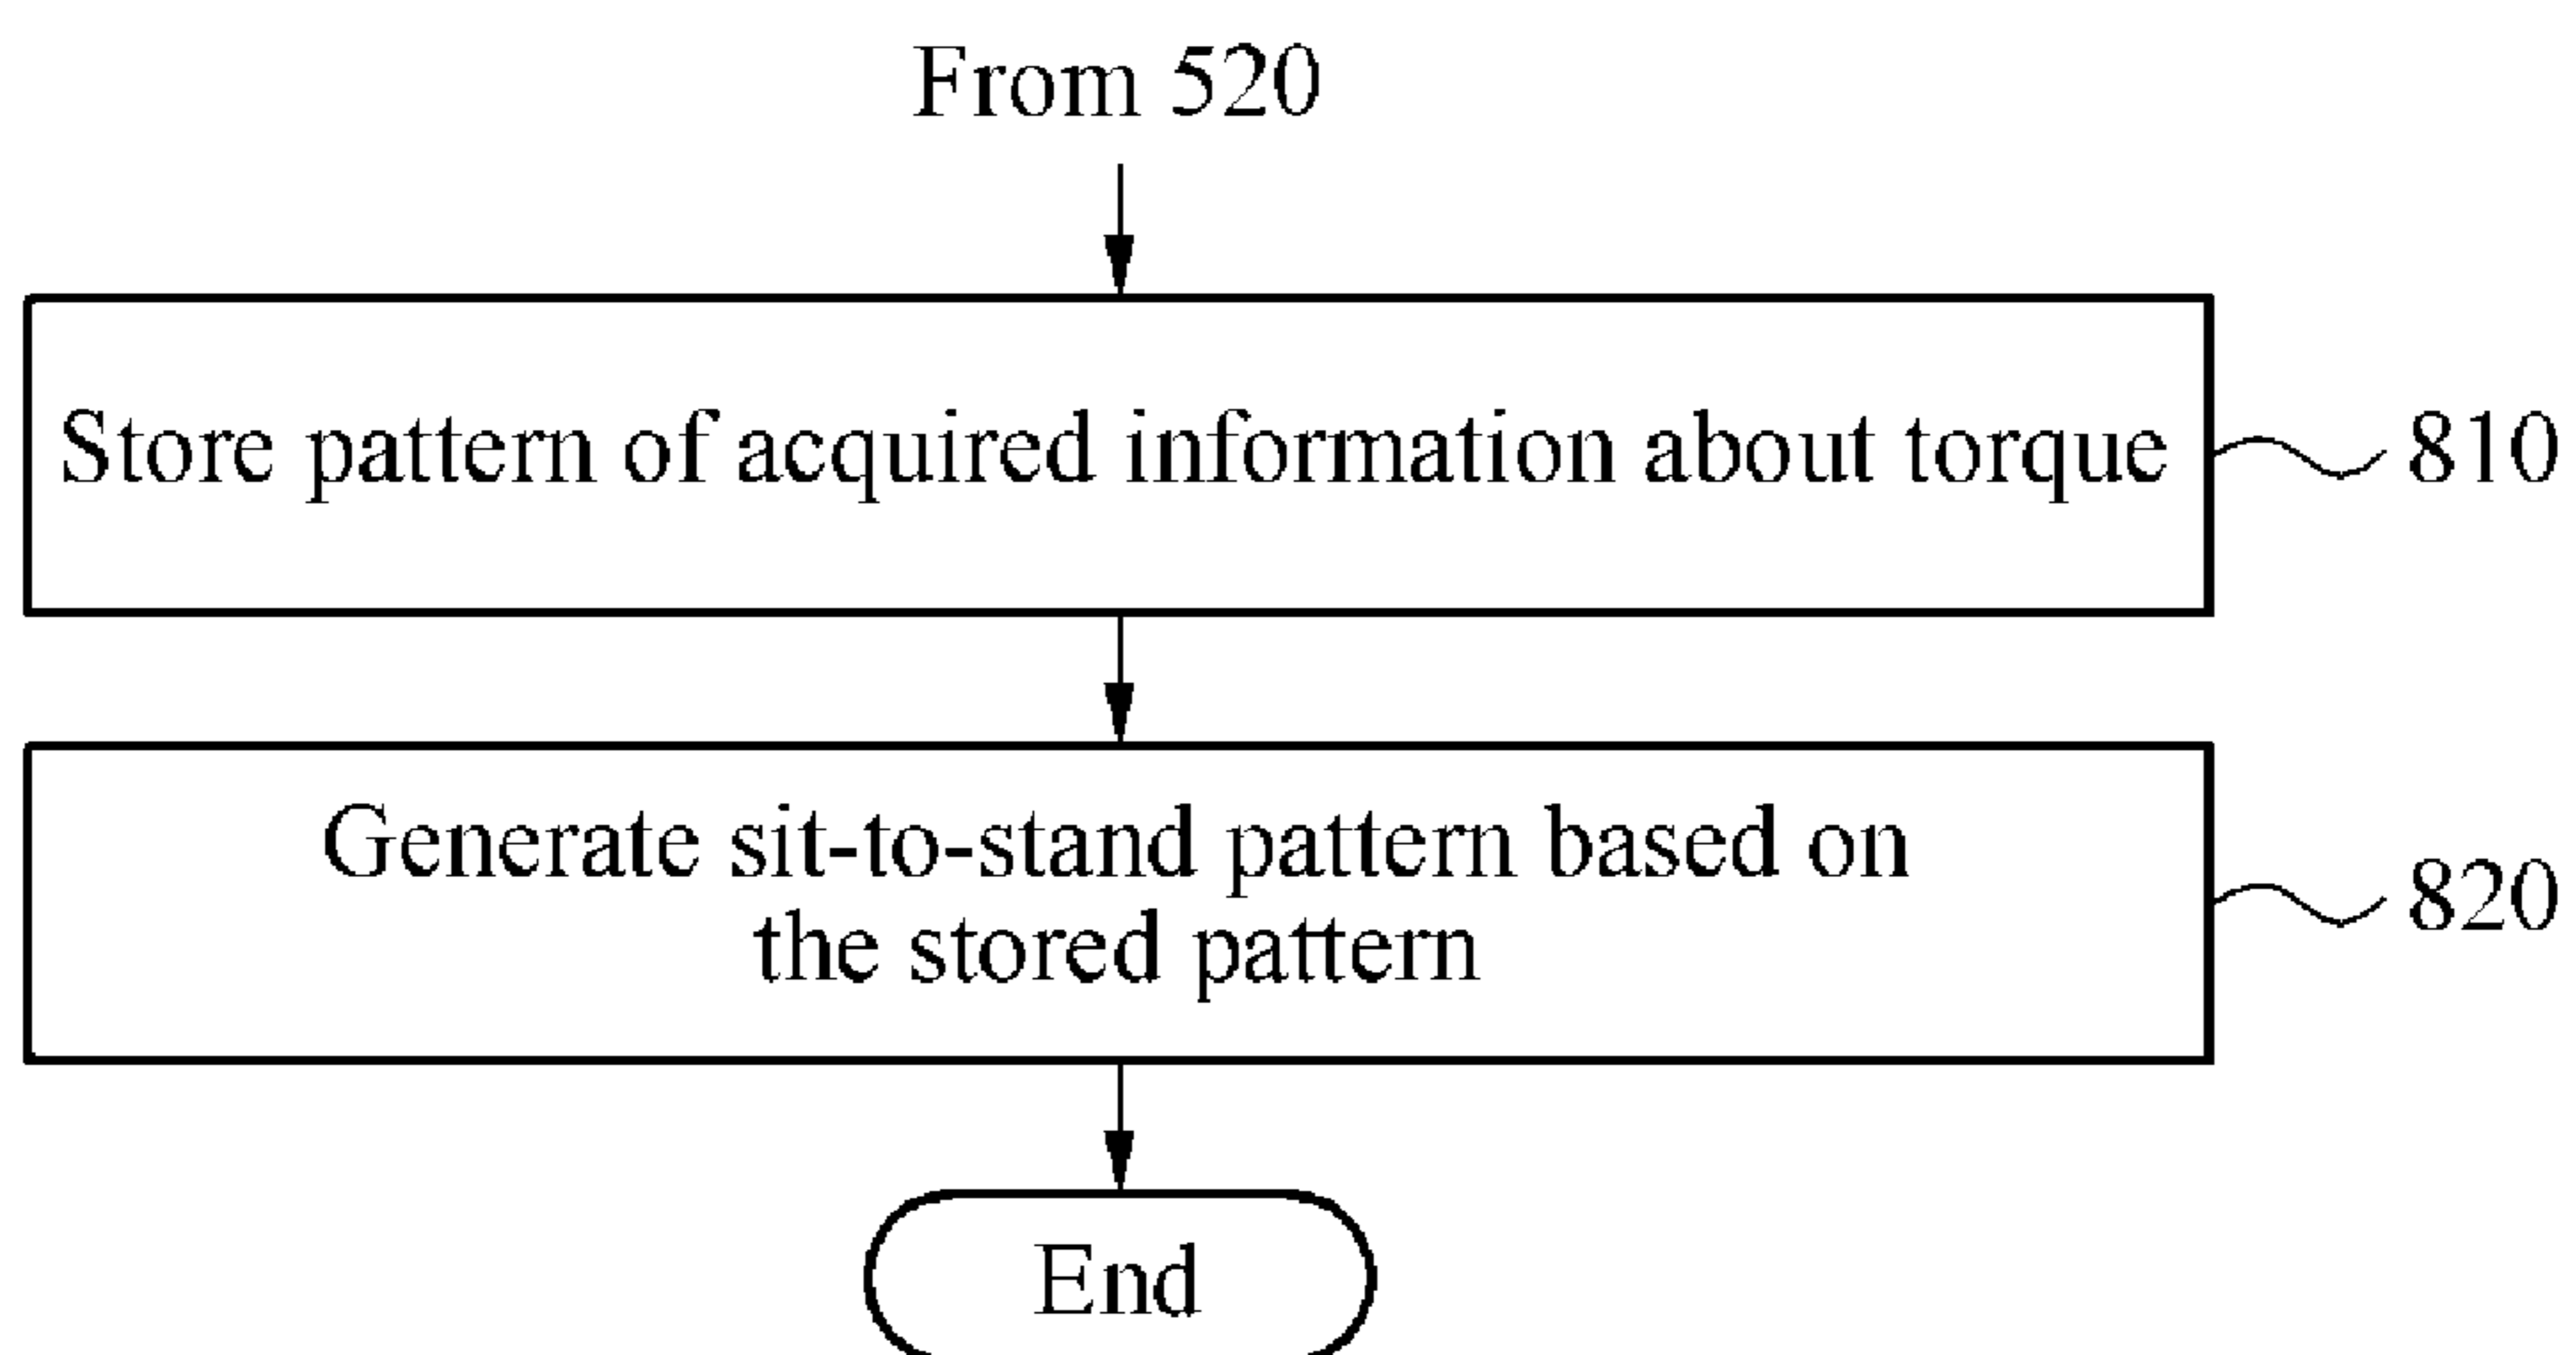 From 520
Store pattern of acquired information about torque
810
Generate sit-to-stand pattern based on
the stored pattern
820
End